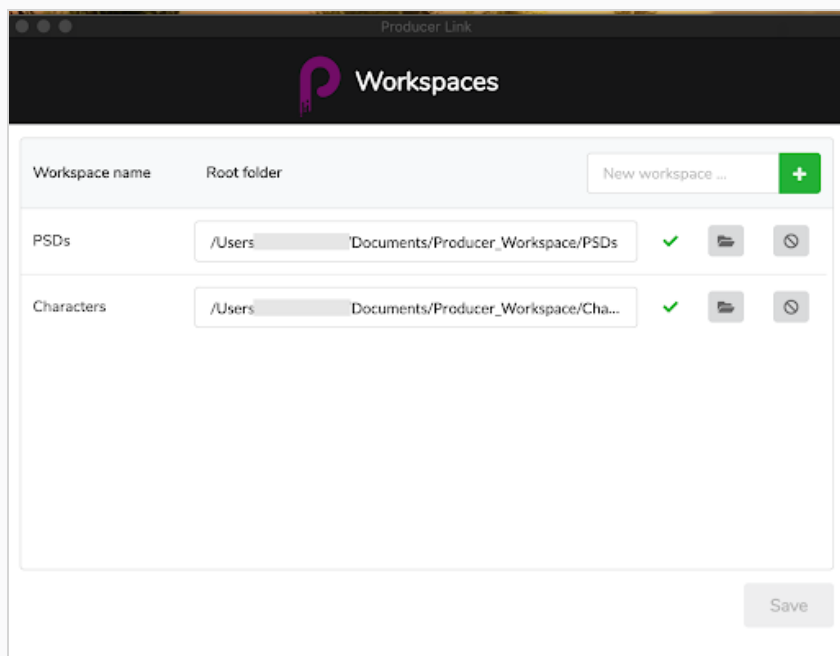 Producer Link
Workspaces
Workspace name Root folder New workspace ...
PSDs /Users /Documents/Producer_Workspace/PSDs
Characters /Users Documents/Producer_Workspace/Cha...
Save